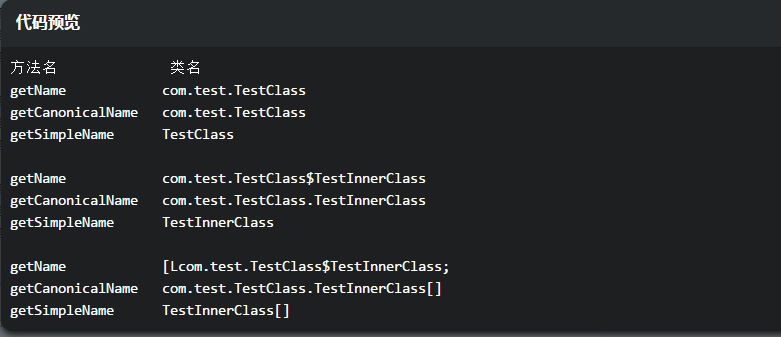 代码预览
方法名 类名
getName com.test.TestClass
getCanonicalName com.test.TestClass
getSimpleName TestClass
getName com.test.TestClass$TestInnerClass
getCanonicalName com.test.TestClass.TestInnerClass
getSimpleName TestInnerClass
getName [Lcom.test.TestClass$TestInnerClass;
getCanonicalName com.test.TestClass.TestInnerClass[]
getSimpleName TestInnerClass[]